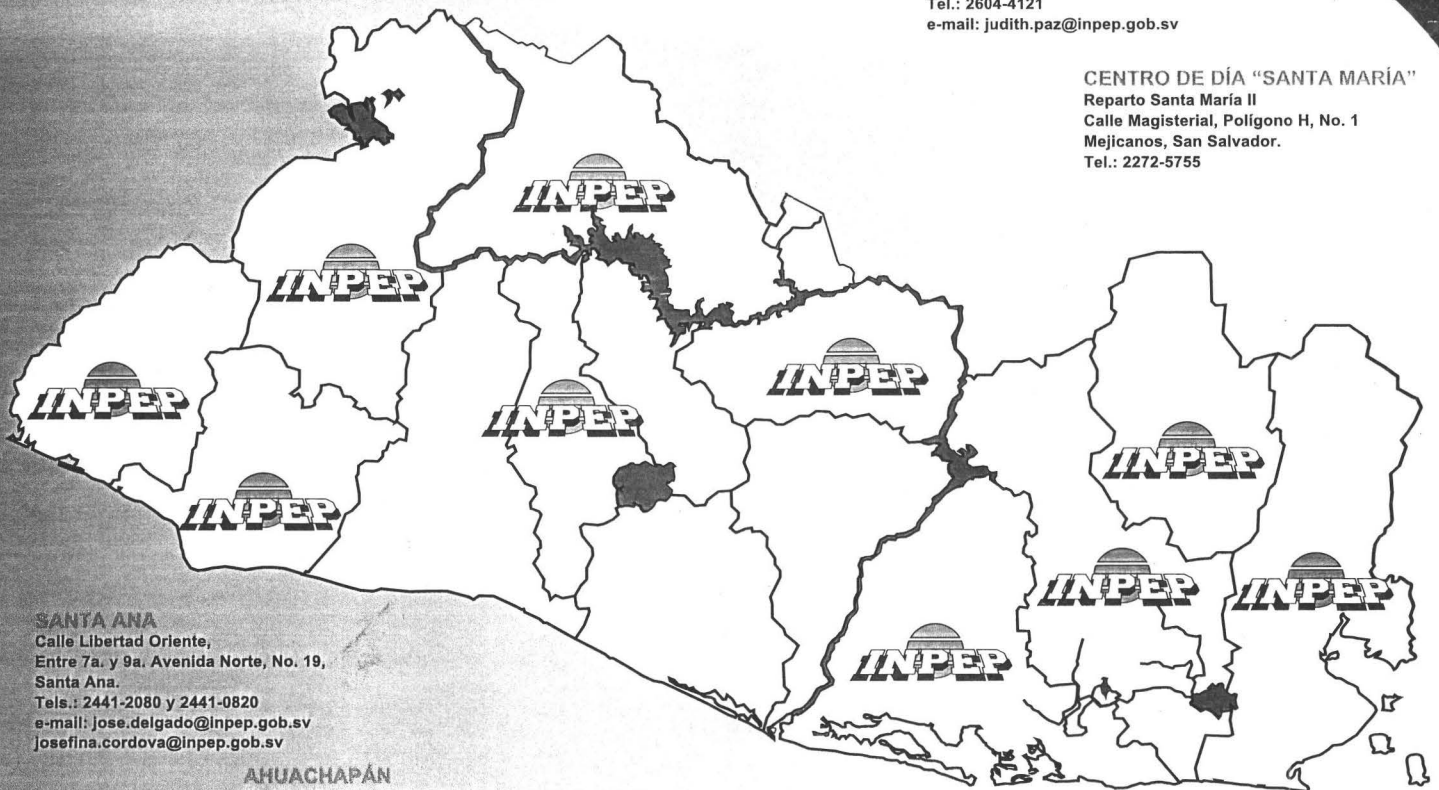 Tel.: 2604-4121
e-mail: judith.paz@inpep.gob.sv
CENTRO DE DÍA “SANTA MARÍA”
Reparto Santa María II
Calle Magisterial, Polígono H, No. 1
Mejicanos, San Salvador.
Tel.: 2272-5755
INPEP
INPEP
INPEP
INPEP
INPEP
INPEP
INPEP
INPEP
INPEP
INPEP
SANTA ANA
Calle Libertad Oriente,
Entre 7a. y 9a. Avenida Norte, No. 19,
Santa Ana.
Tels.: 2441-2080 y 2441-0820
e-mail: jose.delgado@inpep.gob.sv
josefina.cordova@inpep.gob.sv
AHUACHAPÁN